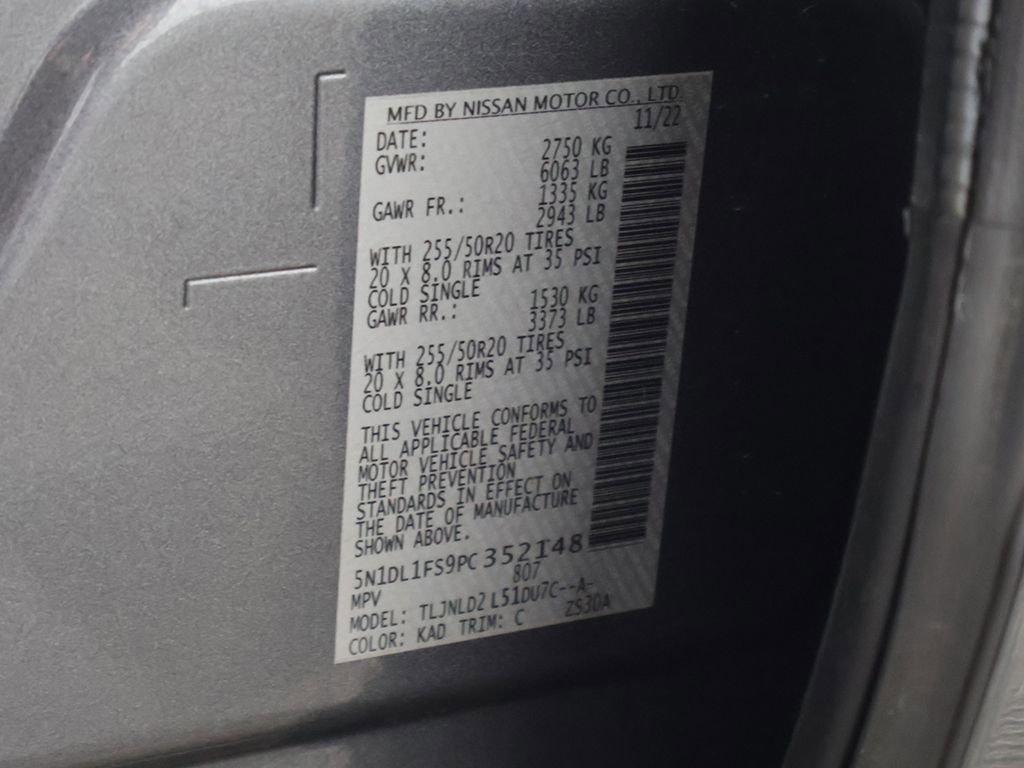 MFD BY NISSAN MOTOR CO., LTD.
DATE: 11/22
GVWR: 2750 KG
6063 LB
GAWR FR.: 1335 KG
2943 LB
WITH 255/50R20 TIRES
20 X 8.0 RIMS AT 35 PSI
COLD SINGLE
GAWR RR.: 1530 KG
3373 LB
WITH 255/50R20 TIRES
20 X 8.0 RIMS AT 35 PSI
COLD SINGLE
THIS VEHICLE CONFORMS TO
ALL APPLICABLE FEDERAL
MOTOR VEHICLE SAFETY AND
THEFT PREVENTION
STANDARDS IN EFFECT ON
THE DATE OF MANUFACTURE
SHOWN ABOVE.
5N1DL1FS9PC352148
MPV 807
MODEL: TLJNLD2 L51DU7C--A-
COLOR: KAD TRIM: C ZS30A